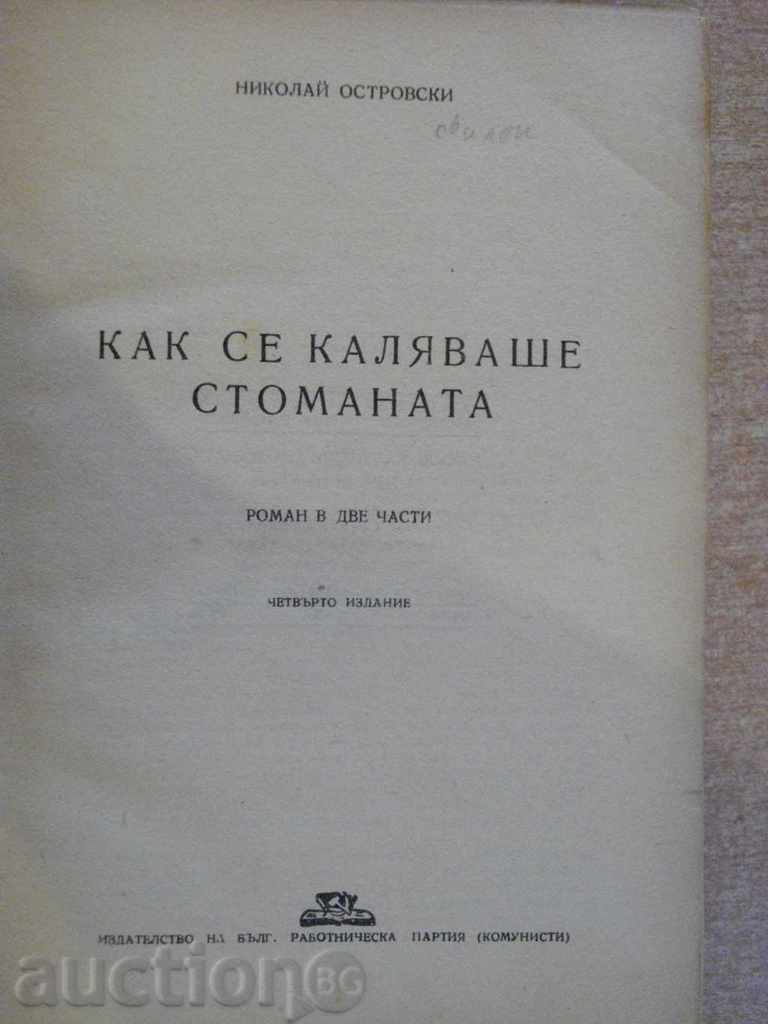 НИКОЛАЙ ОСТРОВСКИ
КАК СЕ КАЛЯВАШЕ
СТОМАНАТА
РОМАН В ДВЕ ЧАСТИ
ЧЕТВЪРТО ИЗДАНИЕ
ИЗДАТЕЛСТВО НА БЪЛГ. РАБОТНИЧЕСКА ПАРТИЯ (КОМУНИСТИ)
auction BG